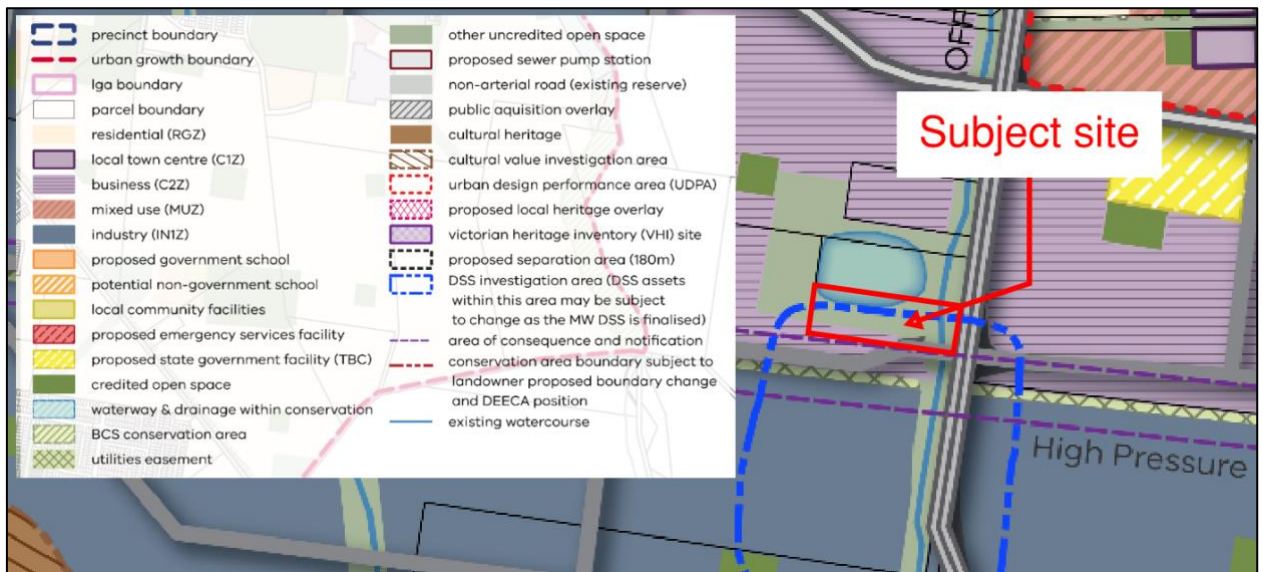 precinct boundary
urban growth boundary
lga boundary
parcel boundary
residential (RGZ)
local town centre (C1Z)
business (C2Z)
mixed use (MUZ)
industry (IN1Z)
proposed government school
potential non-government school
local community facilities
proposed emergency services facility
proposed state government facility (TBC)
credited open space
waterway & drainage within conservation
BCS conservation area
utilities easement
other uncredited open space
proposed sewer pump station
non-arterial road (existing reserve)
public aquisition overlay
cultural heritage
cultural value investigation area
urban design performance area (UDPA)
proposed local heritage overlay
victorian heritage inventory (VHI) site
proposed separation area (180m)
DSS investigation area (DSS assets
within this area may be subject
to change as the MW DSS is finalised)
area of consequence and notification
conservation area boundary subject to
landowner proposed boundary change
and DEECA position
existing watercourse
OFF
Subject site
High Pressure